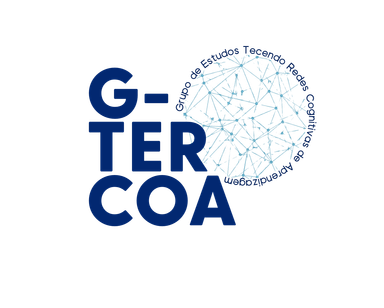 G-
TER
COA
Grupo de Estudos Tecendo Redes Cognitivas de Aprendizagem